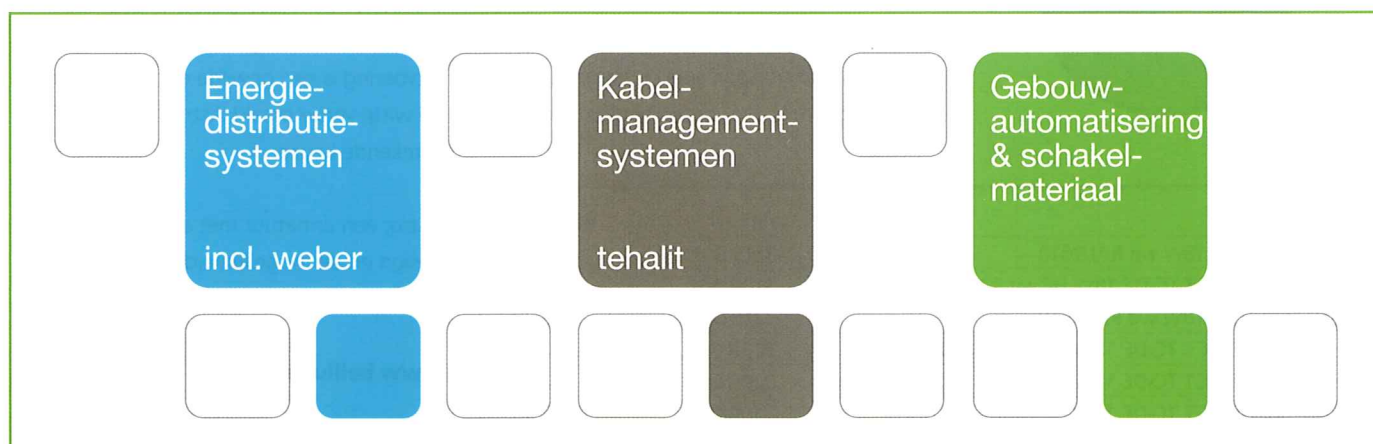 Energie-
distributie-
systemen
incl. weber
Kabel-
management-
systemen
tehalit
Gebouw-
automatisering
& schakel-
materiaal